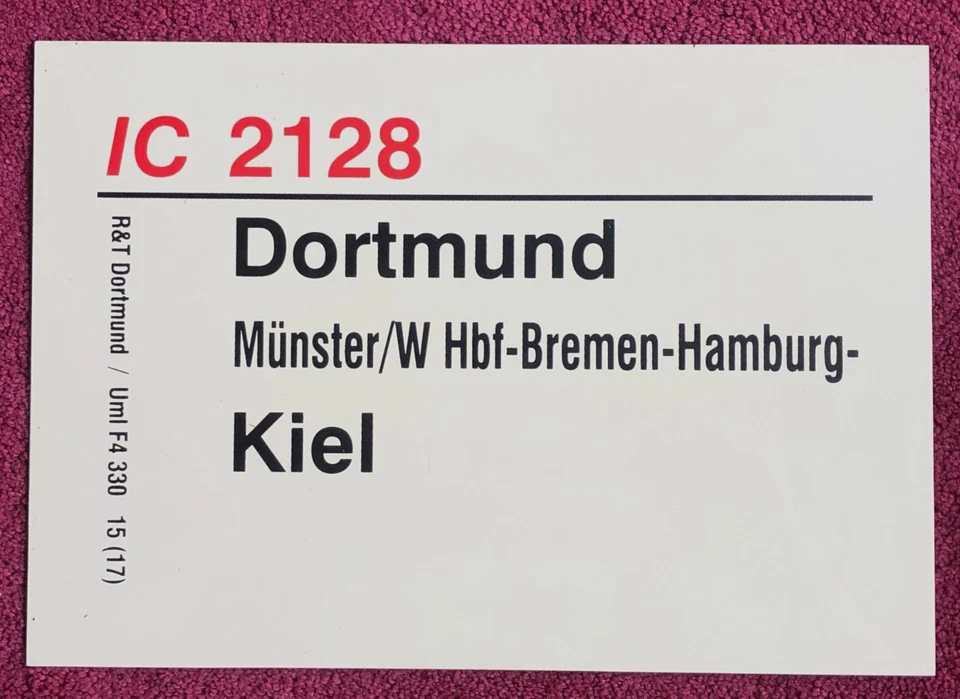 IC 2128
Dortmund
Münster/W Hbf-Bremen-Hamburg-
Kiel
R&T Dortmund / Uml F4 330 15 (17)